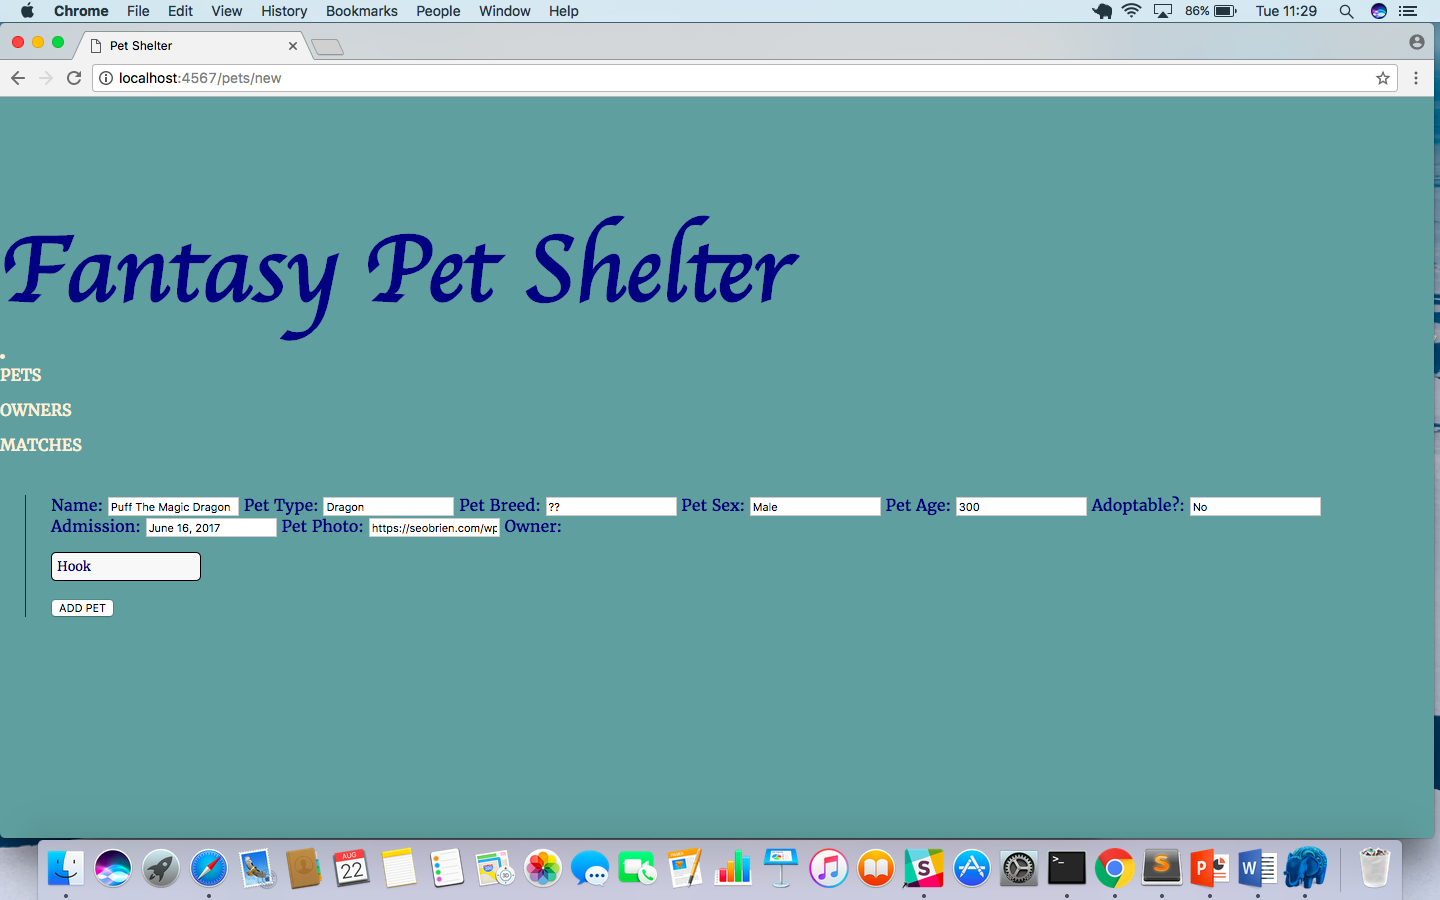 Chrome File Edit View History Bookmarks People Window Help 86% Tue 11:29
Pet Shelter
localhost:4567/pets/new
Fantasy Pet Shelter
PETS
OWNERS
MATCHES
Name: Puff The Magic Dragon Pet Type: Dragon Pet Breed: ?? Pet Sex: Male Pet Age: 300 Adoptable?: No
Admission: June 16, 2017 Pet Photo: https://seobrien.com/wp Owner:
Hook
ADD PET
AUG
22